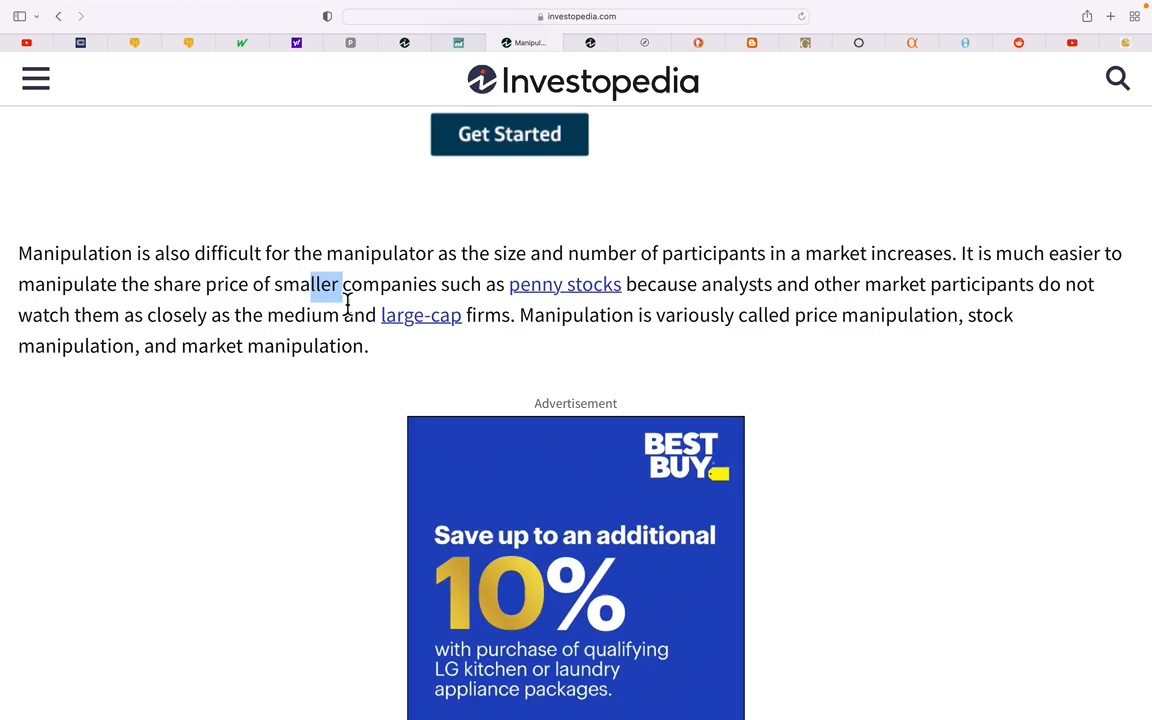 investopedia.com
Manipul...
Investopedia
Get Started
Manipulation is also difficult for the manipulator as the size and number of participants in a market increases. It is much easier to
manipulate the share price of smaller companies such as penny stocks because analysts and other market participants do not
watch them as closely as the medium and large-cap firms. Manipulation is variously called price manipulation, stock
manipulation, and market manipulation.
Advertisement
BEST
BUY
Save up to an additional
10%
with purchase of qualifying
LG kitchen or laundry
appliance packages.